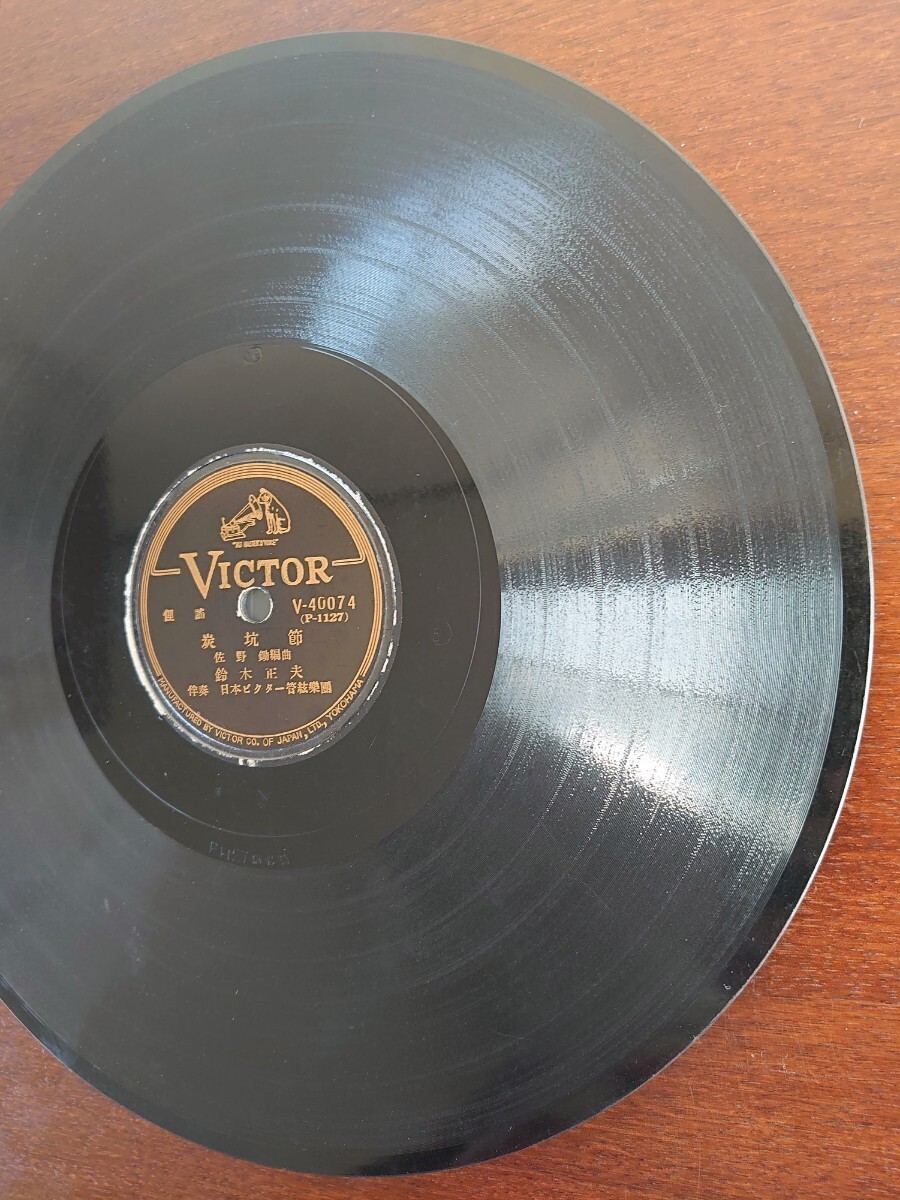 "HIS MASTER'S VOICE"
VICTOR
俚謡
V-40074
(P-1127)
炭坑節
佐野鋤編曲
鈴木正夫
伴奏 日本ビクター管絃樂團
MANUFACTURED BY VICTOR CO. OF JAPAN, LTD., YOKOHAMA